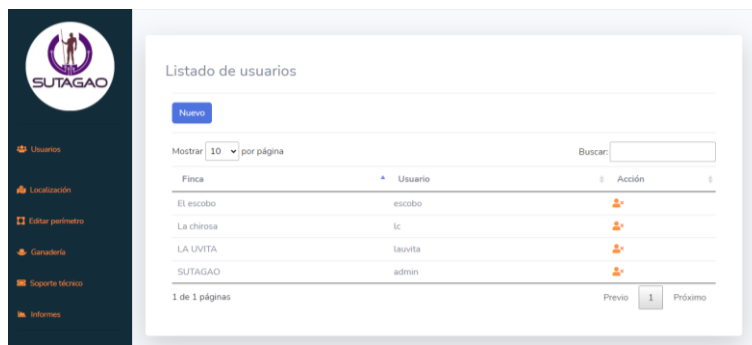 SUTAGAO
Usuarios
Localización
Editar perímetro
Ganadería
Soporte técnico
Informes
Listado de usuarios
Nuevo
Mostrar 10 por página Buscar:
Finca Usuario Acción
El escobo escobo
La chirosa lc
LA UVITA lauvita
SUTAGAO admin
1 de 1 páginas Previo 1 Próximo